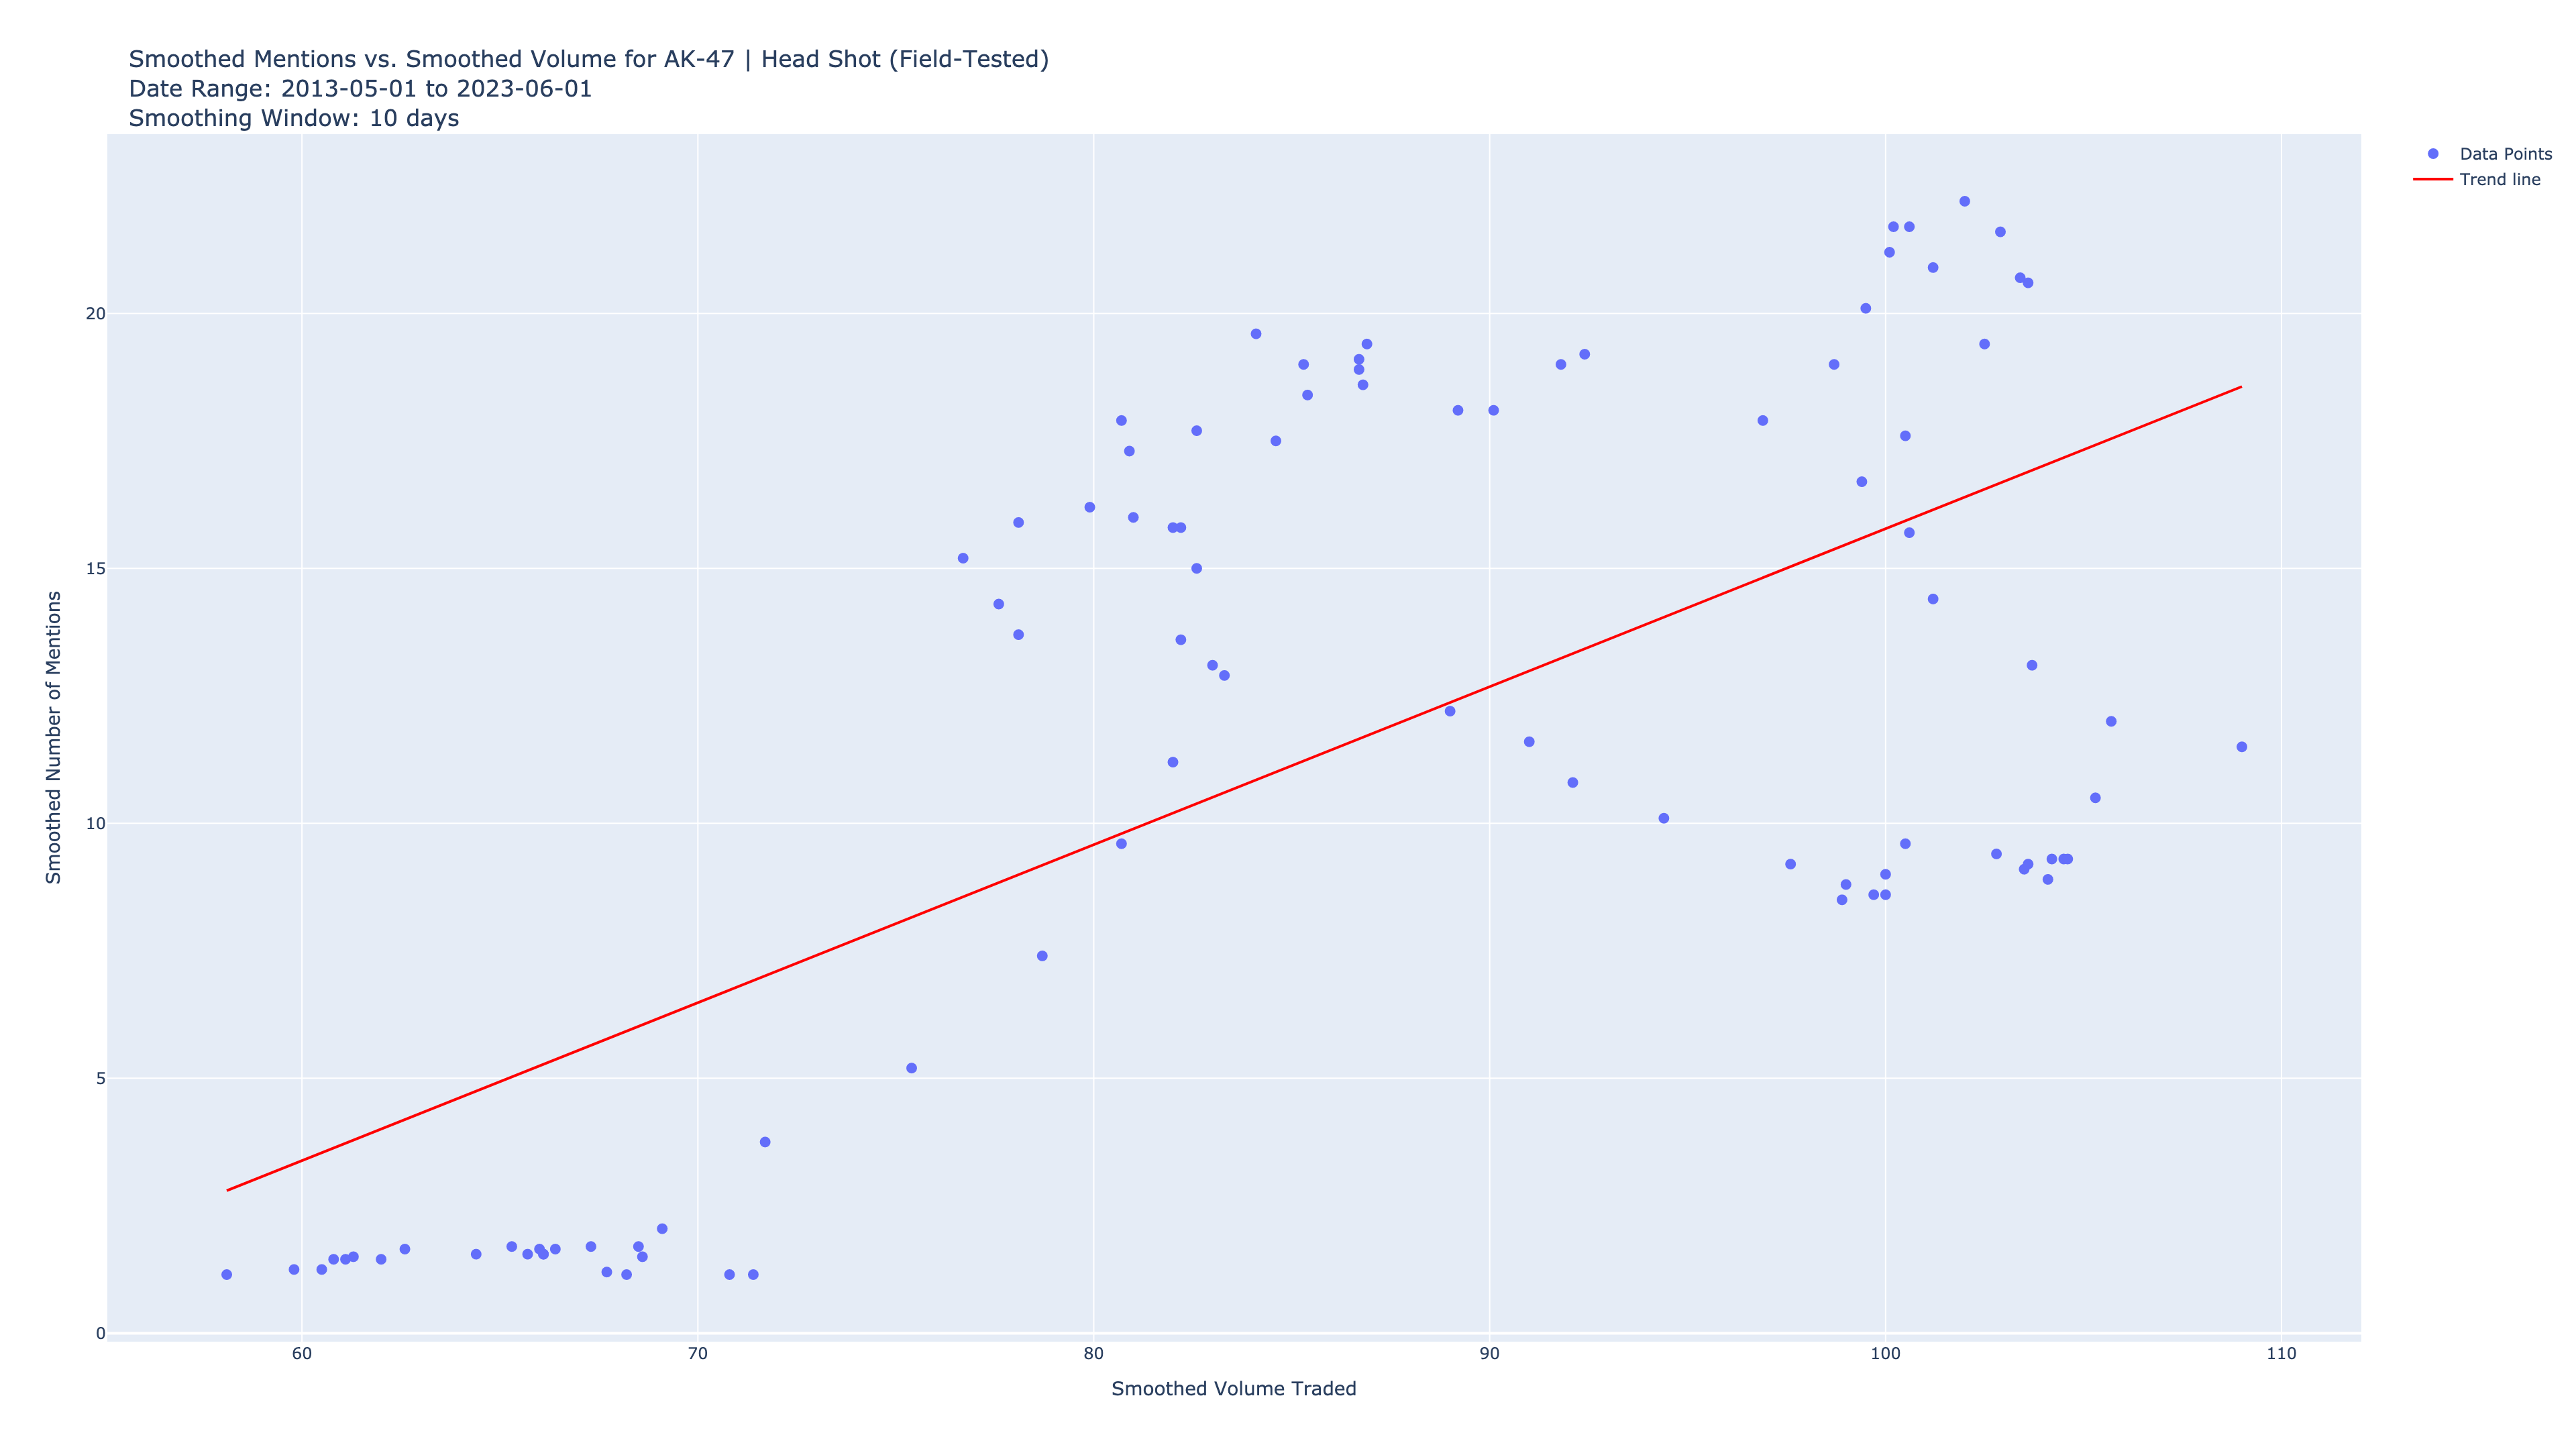 Smoothed Mentions vs. Smoothed Volume for AK-47 | Head Shot (Field-Tested)
Date Range: 2013-05-01 to 2023-06-01
Smoothing Window: 10 days
Data Points
Trend line
20
15
10
5
0
Smoothed Number of Mentions
60
70
80
90
100
110
Smoothed Volume Traded